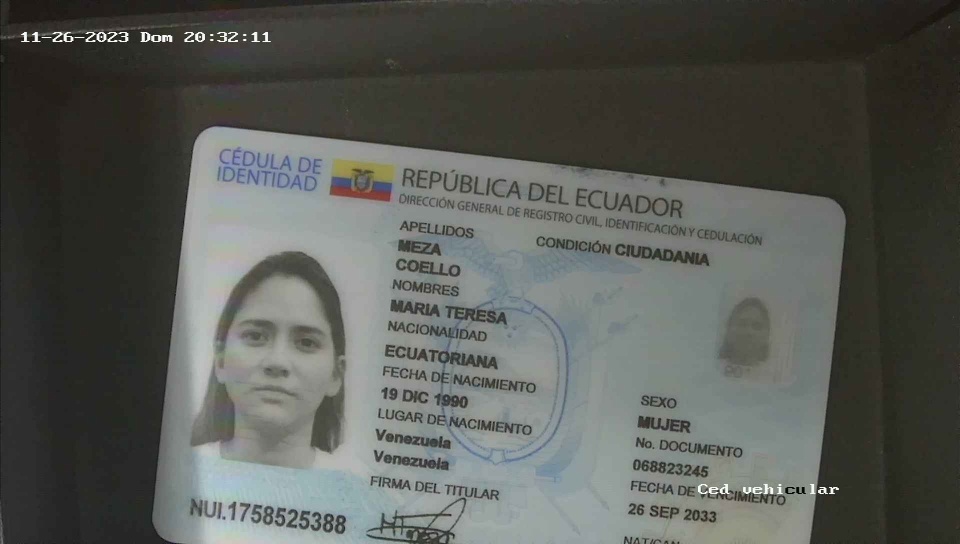 11-26-2023 Dom 20:32:11
CÉDULA DE
IDENTIDAD
REPÚBLICA DEL ECUADOR
DIRECCIÓN GENERAL DE REGISTRO CIVIL, IDENTIFICACIÓN Y CEDULACIÓN
APELLIDOS
MEZA
COELLO
CONDICIÓN CIUDADANIA
NOMBRES
MARIA TERESA
NACIONALIDAD
ECUATORIANA
FECHA DE NACIMIENTO
19 DIC 1990
LUGAR DE NACIMIENTO
Venezuela
Venezuela
FIRMA DEL TITULAR
SEXO
MUJER
No. DOCUMENTO
068823245
FECHA DE VENCIMIENTO
Ced vehicular
26 SEP 2033
NAT/CAN
NUI.1758525388